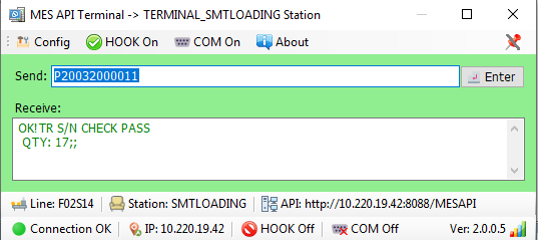 MES API Terminal -> TERMINAL_SMTLOADING Station
Config HOOK On COM On About
Send: P20032000011 Enter
Receive:
OK!TR S/N CHECK PASS
QTY: 17;;
Line: F02S14 Station: SMTLOADING API: http://10.220.19.42:8088/MESAPI
Connection OK IP: 10.220.19.42 HOOK Off COM Off Ver: 2.0.0.5